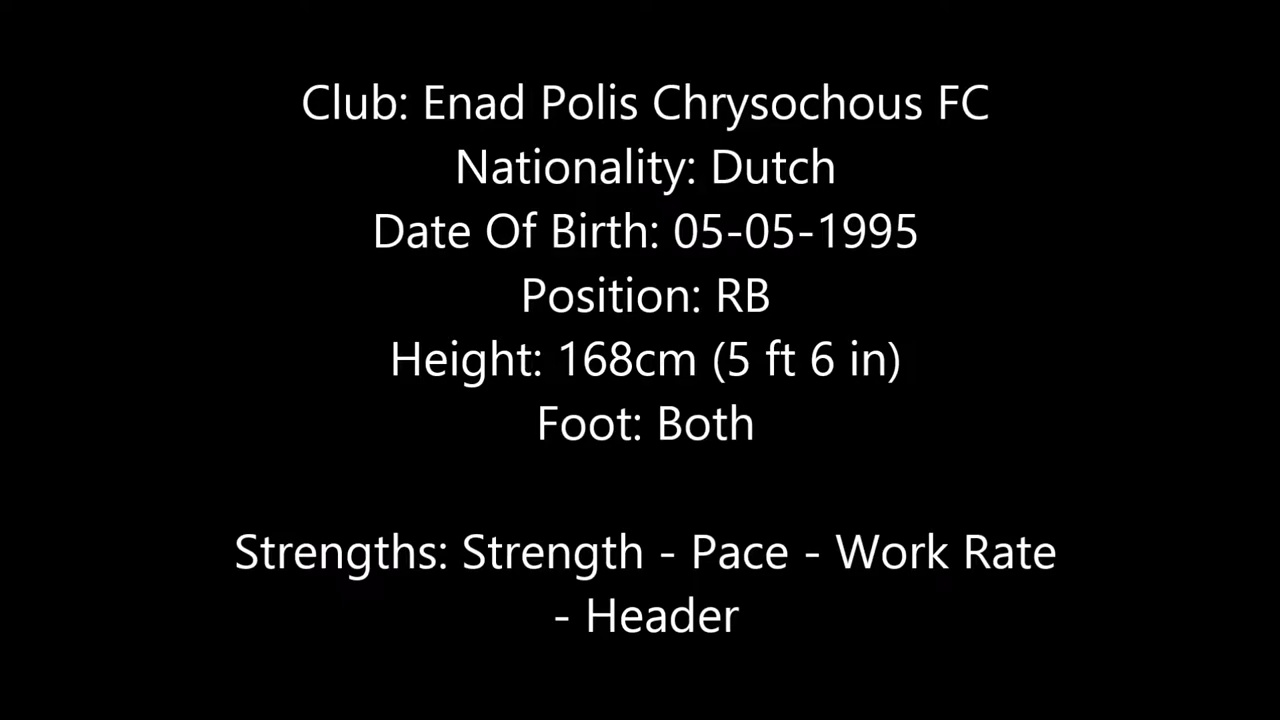 Club: Enad Polis Chrysochous FC
Nationality: Dutch
Date Of Birth: 05-05-1995
Position: RB
Height: 168cm (5 ft 6 in)
Foot: Both
Strengths: Strength - Pace - Work Rate
- Header